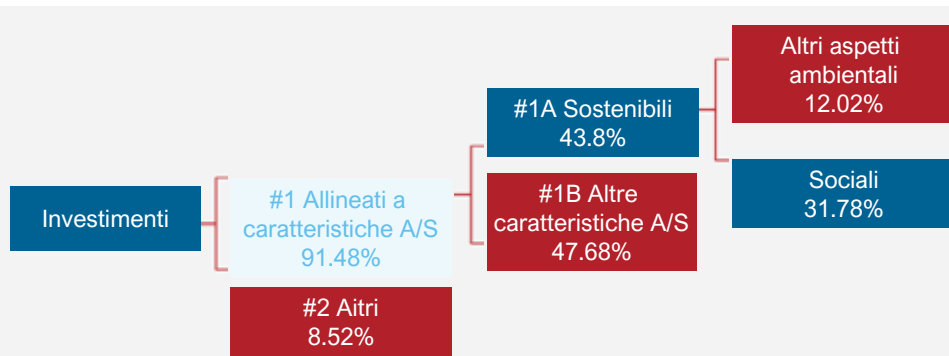 Altri aspetti
ambientali
12.02%
#1A Sostenibili
43.8%
Sociali
31.78%
#1B Altre
caratteristiche A/S
47.68%
Investimenti
#1 Allineati a
caratteristiche A/S
91.48%
#2 Aitri
8.52%